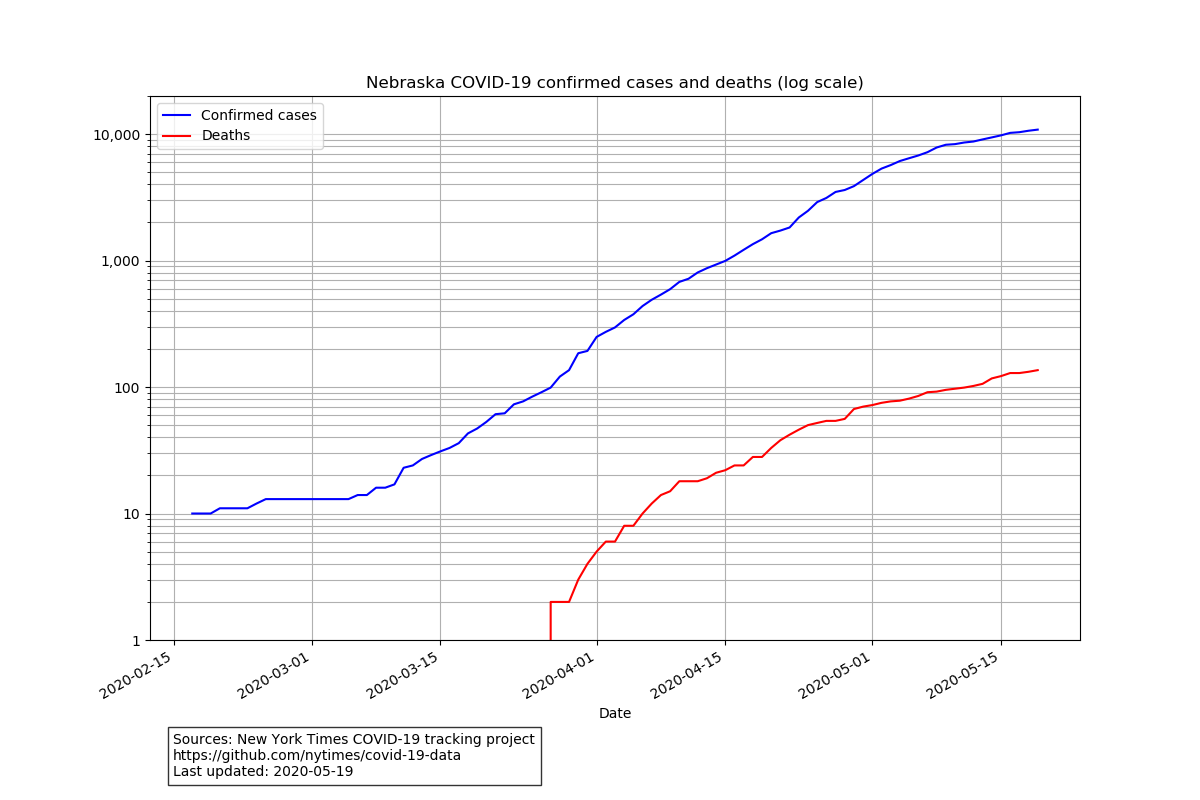 Nebraska COVID-19 confirmed cases and deaths (log scale)
Confirmed cases
Deaths
10,000
1,000
100
10
1
2020-02-15
2020-03-01
2020-03-15
2020-04-01
2020-04-15
2020-05-01
2020-05-15
Date
Sources: New York Times COVID-19 tracking project
https://github.com/nytimes/covid-19-data
Last updated: 2020-05-19